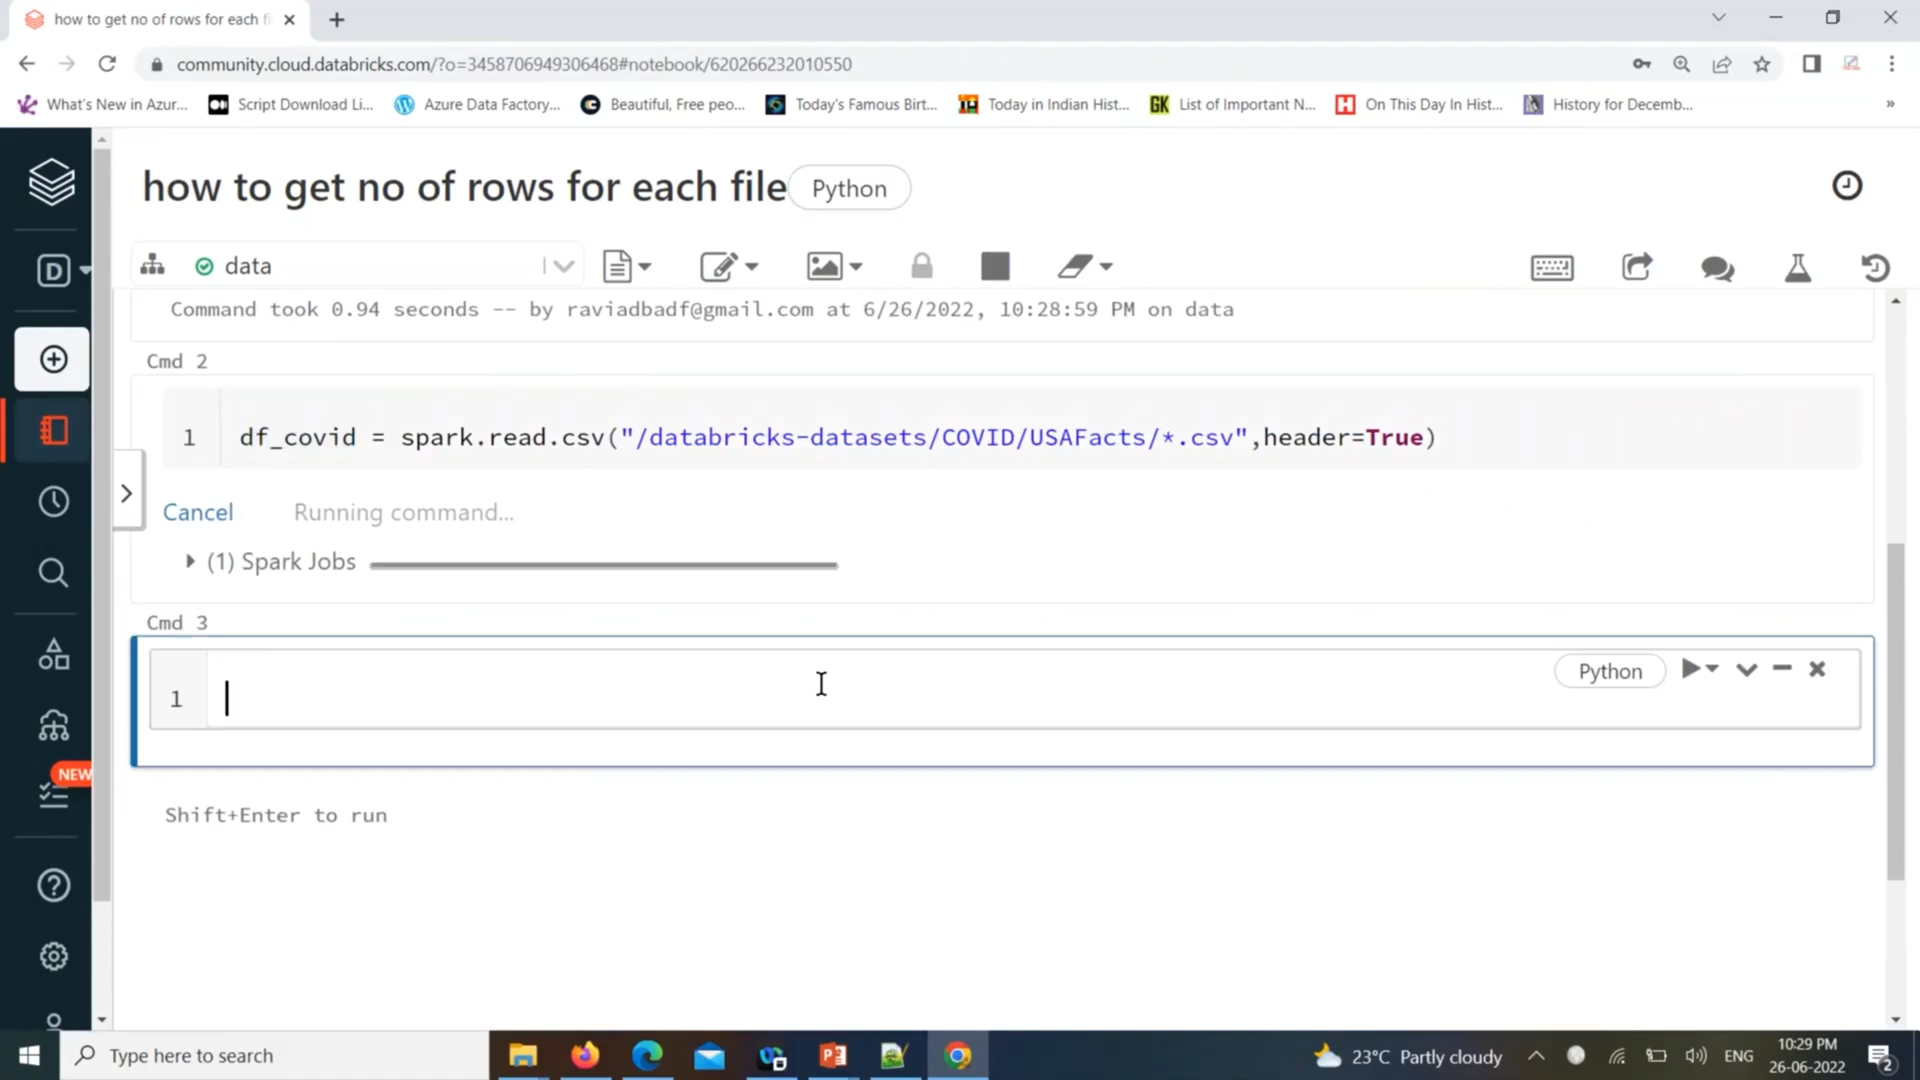 how to get no of rows for each fi
community.cloud.databricks.com/?o=3458706949306468#notebook/620266232010550
What's New in Azur...
Script Download Li...
Azure Data Factory...
Beautiful, Free peo...
Today's Famous Birt...
TH Today in Indian Hist...
GK List of Important N...
H On This Day In Hist...
History for Decemb...
»
how to get no of rows for each file
Python
D
data
Command took 0.94 seconds -- by raviadbadf@gmail.com at 6/26/2022, 10:28:59 PM on data
Cmd 2
1 df_covid = spark.read.csv("/databricks-datasets/COVID/USAFacts/*.csv",header=True)
Cancel Running command...
(1) Spark Jobs
Cmd 3
1
Python
NEW
Shift+Enter to run
Type here to search
23°C Partly cloudy
ENG
10:29 PM
26-06-2022
2